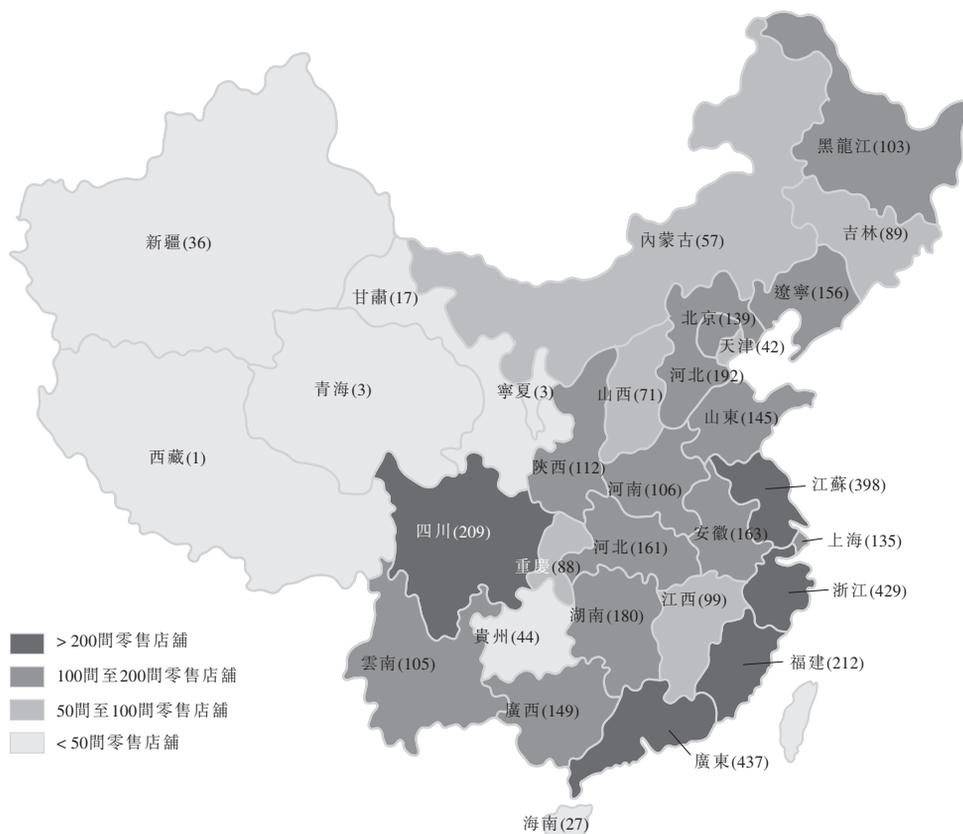 黑龍江(103)
內蒙古(57)
吉林(89)
新疆(36)
甘肅(17)
遼寧(156)
北京(139)
天津(42)
河北(192)
青海(3)
寧夏(3)
山西(71)
山東(145)
西藏(1)
陝西(112)
河南(106)
江蘇(398)
四川(209)
安徽(163)
上海(135)
河北(161)
重慶(88)
浙江(429)
江西(99)
湖南(180)
貴州(44)
雲南(105)
福建(212)
廣西(149)
廣東(437)
海南(27)
> 200間零售店舖
100間至200間零售店舖
50間至100間零售店舖
< 50間零售店舖